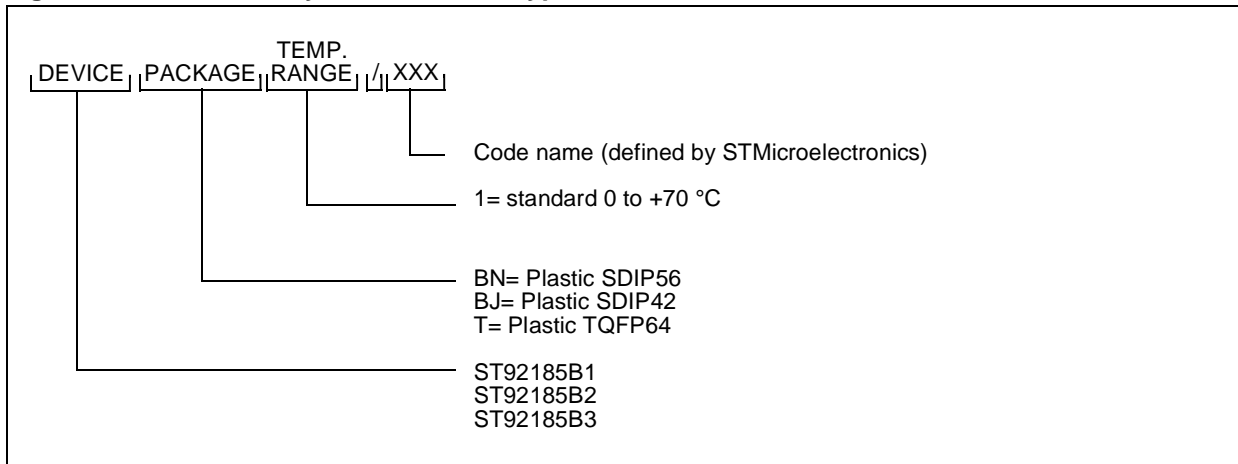 TEMP.
DEVICE PACKAGE RANGE / XXX
Code name (defined by STMicroelectronics)
1= standard 0 to +70 °C
BN= Plastic SDIP56
BJ= Plastic SDIP42
T= Plastic TQFP64
ST92185B1
ST92185B2
ST92185B3